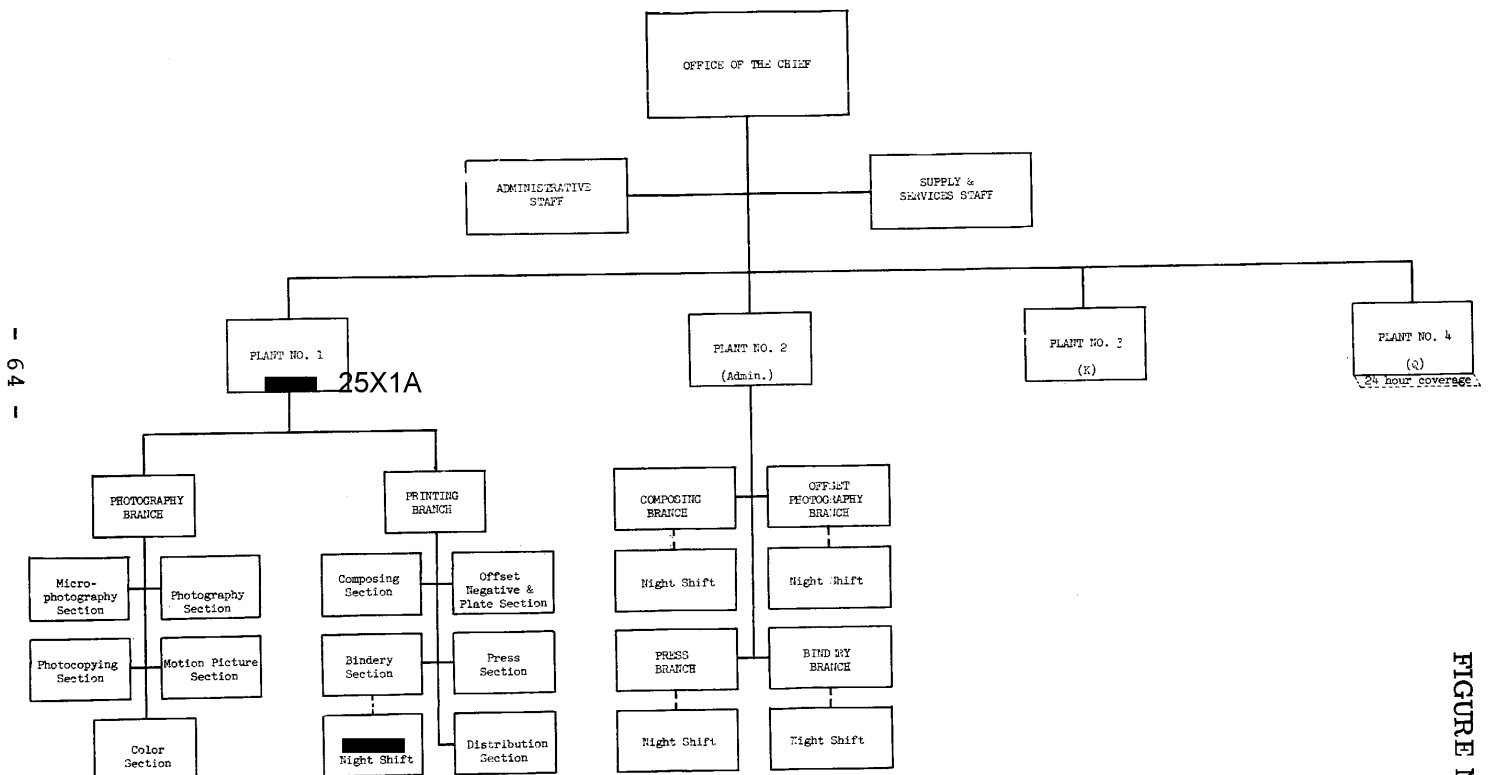 OFFICE OF THE CHIEF
ADMINISTRATIVE
STAFF
SUPPLY &
SERVICES STAFF
PLANT NO. 1
25X1A
PLANT NO. 2
(Admin.)
PLANT NO. 3
(K)
PLANT NO. 4
(Q)
24 hour coverage
- 64 -
PHOTOGRAPHY
BRANCH
PRINTING
BRANCH
COMPOSING
BRANCH
OFFSET
PHOTOGRAPHY
BRANCH
Micro-
photography
Section
Photography
Section
Composing
Section
Offset
Negative &
Plate Section
Night Shift
Night Shift
Photocopying
Section
Motion Picture
Section
Bindery
Section
Press
Section
PRESS
BRANCH
BINDERY
BRANCH
Color
Section
Night Shift
Distribution
Section
Night Shift
Night Shift
FIGURE